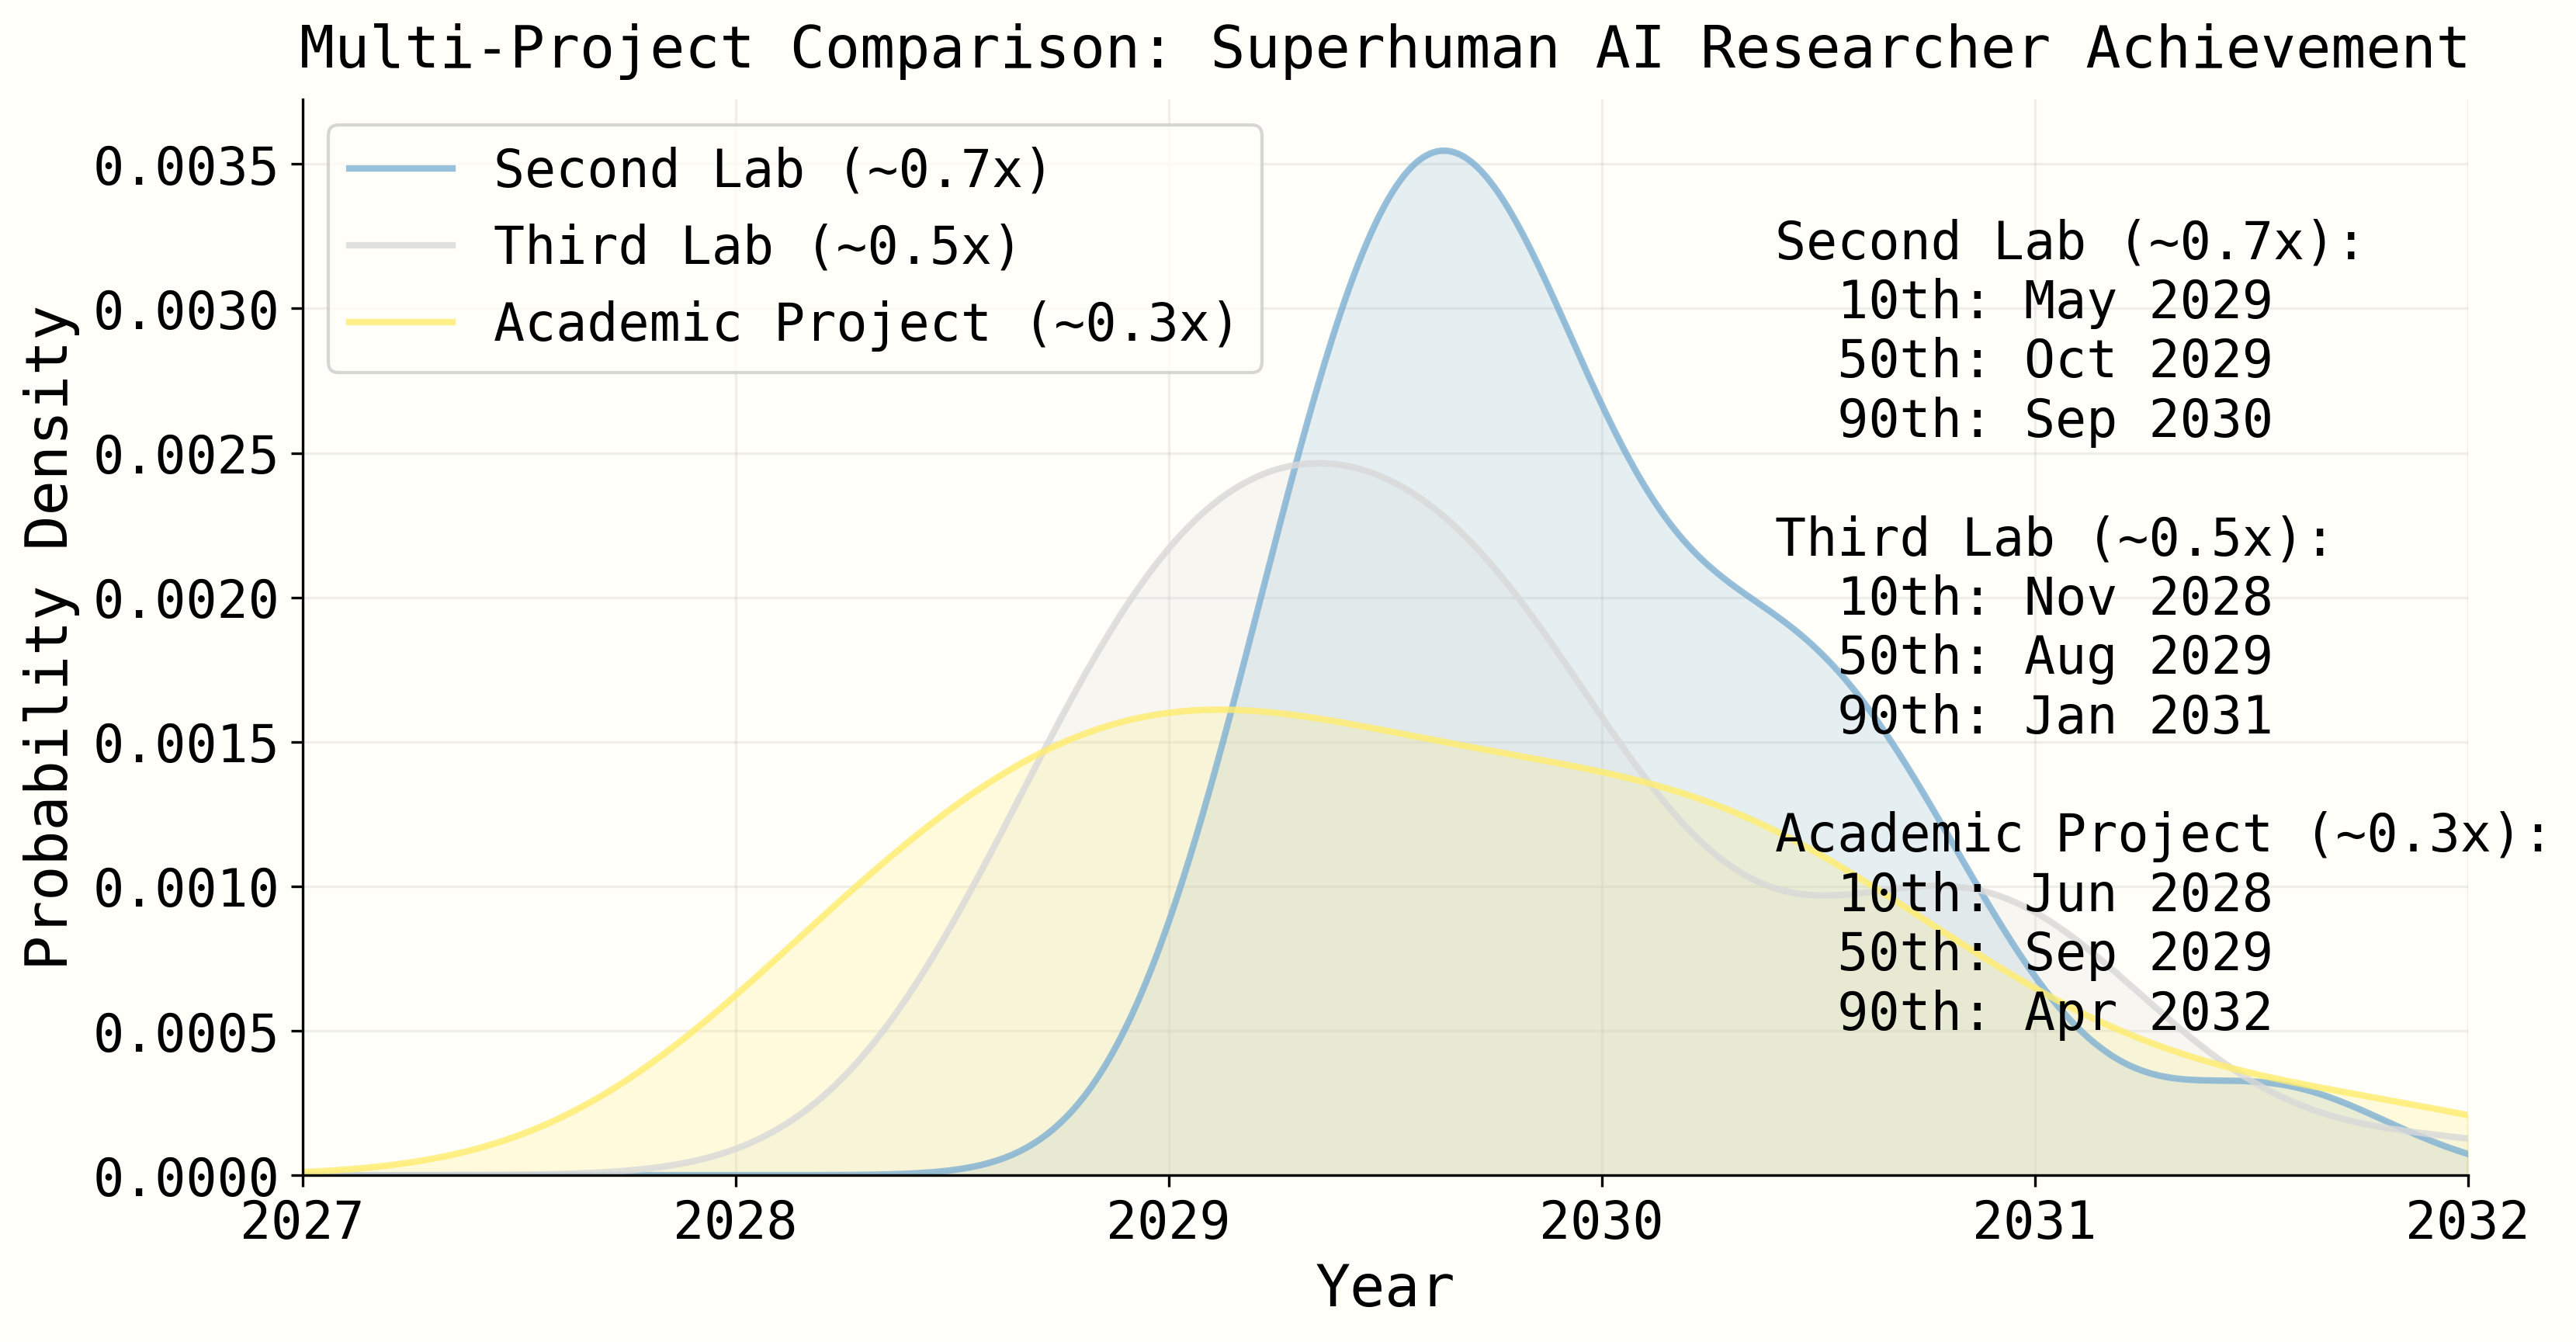 Multi-Project Comparison: Superhuman AI Researcher Achievement
Second Lab (~0.7x)
Third Lab (~0.5x)
Academic Project (~0.3x)
Second Lab (~0.7x):
10th: May 2029
50th: Oct 2029
90th: Sep 2030
Third Lab (~0.5x):
10th: Nov 2028
50th: Aug 2029
90th: Jan 2031
Academic Project (~0.3x):
10th: Jun 2028
50th: Sep 2029
90th: Apr 2032
Probability Density
0.0035
0.0030
0.0025
0.0020
0.0015
0.0010
0.0005
0.0000
2027
2028
2029
2030
2031
2032
Year